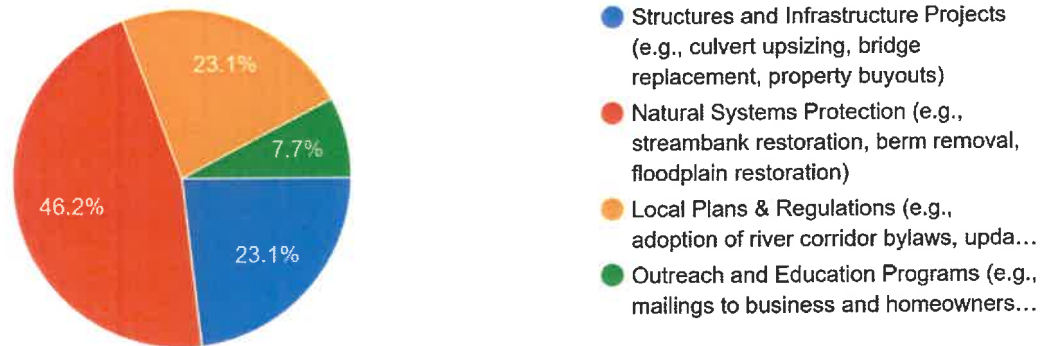 23.1%
7.7%
46.2%
23.1%
Structures and Infrastructure Projects
(e.g., culvert upsizing, bridge
replacement, property buyouts)
Natural Systems Protection (e.g.,
streambank restoration, berm removal,
floodplain restoration)
Local Plans & Regulations (e.g.,
adoption of river corridor bylaws, upda...
Outreach and Education Programs (e.g.,
mailings to business and homeowners...